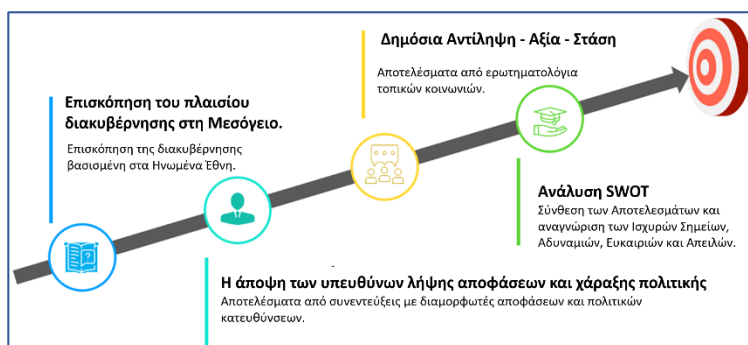 Επισκόπηση του πλαισίου
διακυβέρνησης στη Μεσόγειο.
Επισκόπηση της διακυβέρνησης
βασισμένη στα Ηνωμένα Έθνη.
Η άποψη των υπευθύνων λήψης αποφάσεων και χάραξης πολιτικής
Αποτελέσματα από συνεντεύξεις με διαμορφωτές αποφάσεων και πολιτικών
κατευθύνσεων.
Δημόσια Αντίληψη - Αξία - Στάση
Αποτελέσματα από ερωτηματολόγια
τοπικών κοινωνιών.
Ανάλυση SWOT
Σύνθεση των Αποτελεσμάτων και
αναγνώριση των Ισχυρών Σημείων,
Αδυναμιών, Ευκαιριών και Απειλών.